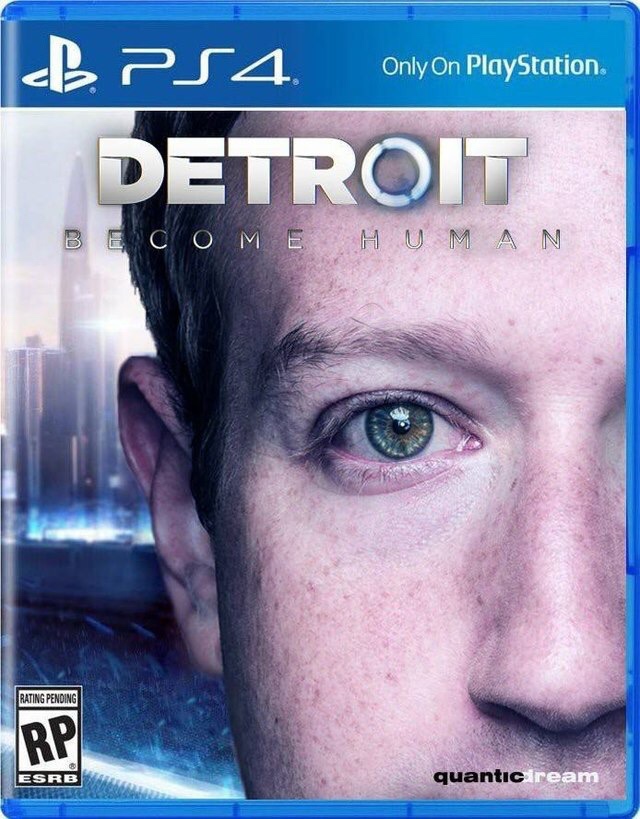 PS4
Only On PlayStation
DETROIT
BECOME HUMAN
RATING PENDING
RP
ESRB
quanticdream